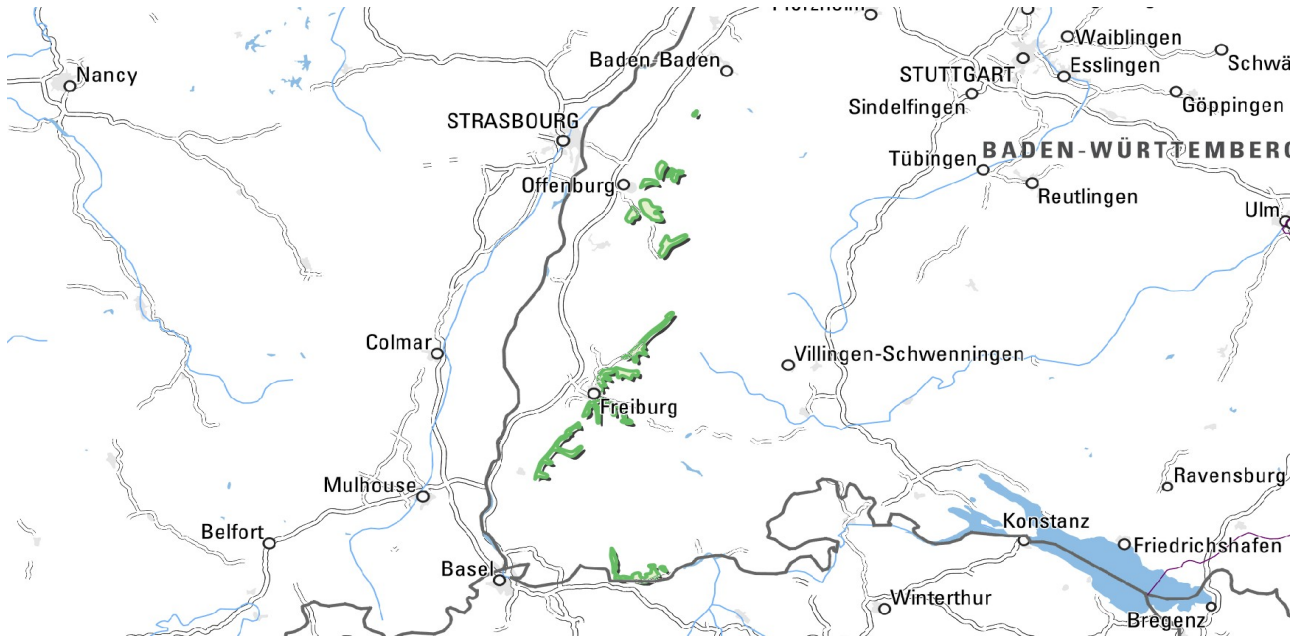 Waiblingen
Baden-Baden
Nancy
STUTTGART
Esslingen
Schwä
Sindelfingen
Göppingen
STRASBOURG
Tübingen
BADEN-WÜRTTEMBERG
Offenburg
Reutlingen
Ulm
Colmar
Villingen-Schwenningen
Freiburg
Mulhouse
Ravensburg
Belfort
Konstanz
Friedrichshafen
Basel
Winterthur
Bregenz